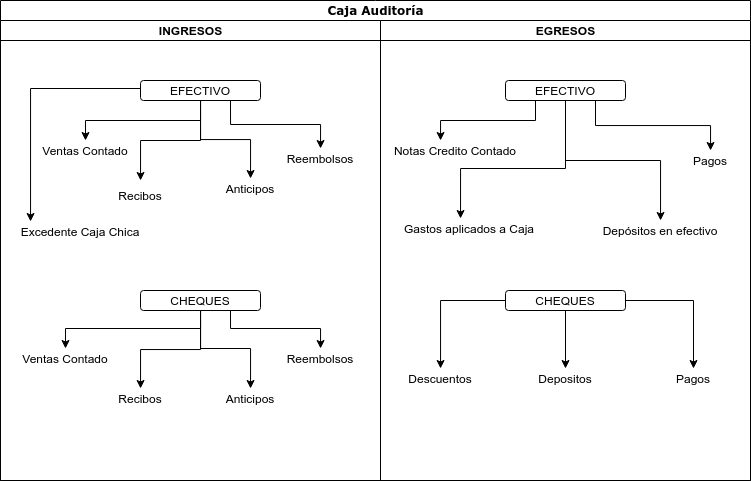 Caja Auditoría
INGRESOS
EGRESOS
EFECTIVO
Ventas Contado
Reembolsos
Recibos
Anticipos
Excedente Caja Chica
EFECTIVO
Notas Credito Contado
Pagos
Gastos aplicados a Caja
Depósitos en efectivo
CHEQUES
Ventas Contado
Reembolsos
Recibos
Anticipos
CHEQUES
Descuentos
Depositos
Pagos